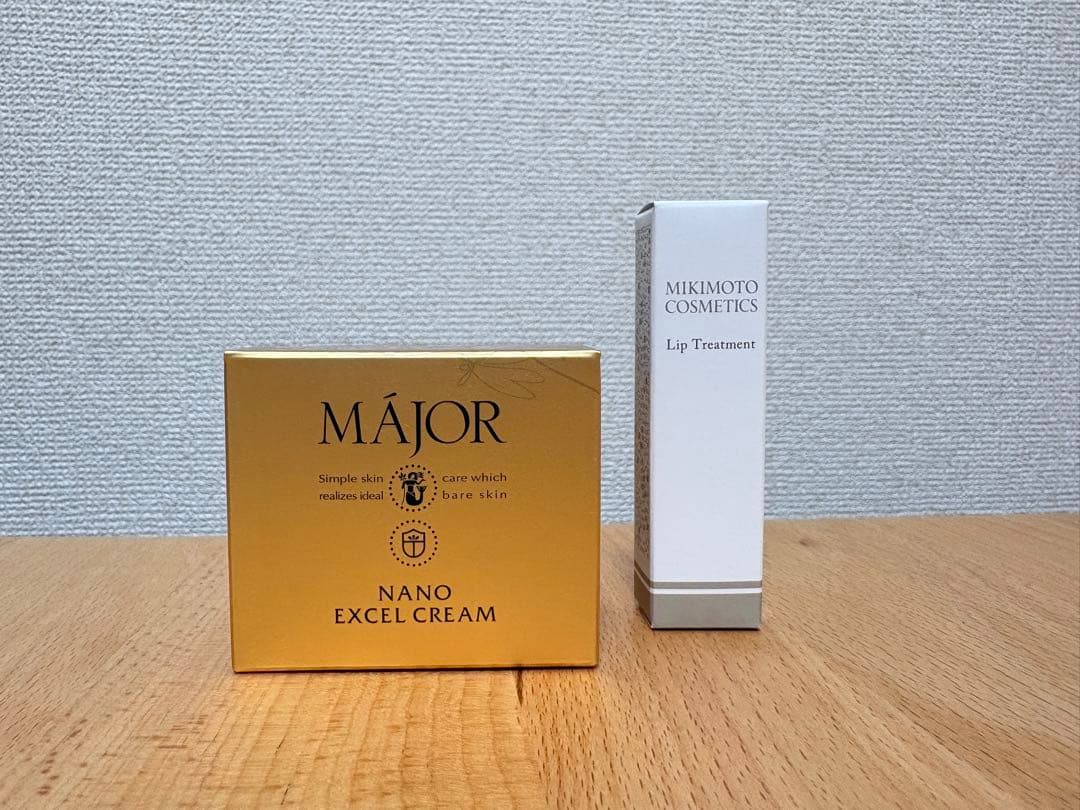 MÁJOR
Simple skin care which
realizes ideal bare skin
NANO
EXCEL CREAM
MIKIMOTO
COSMETICS
Lip Treatment